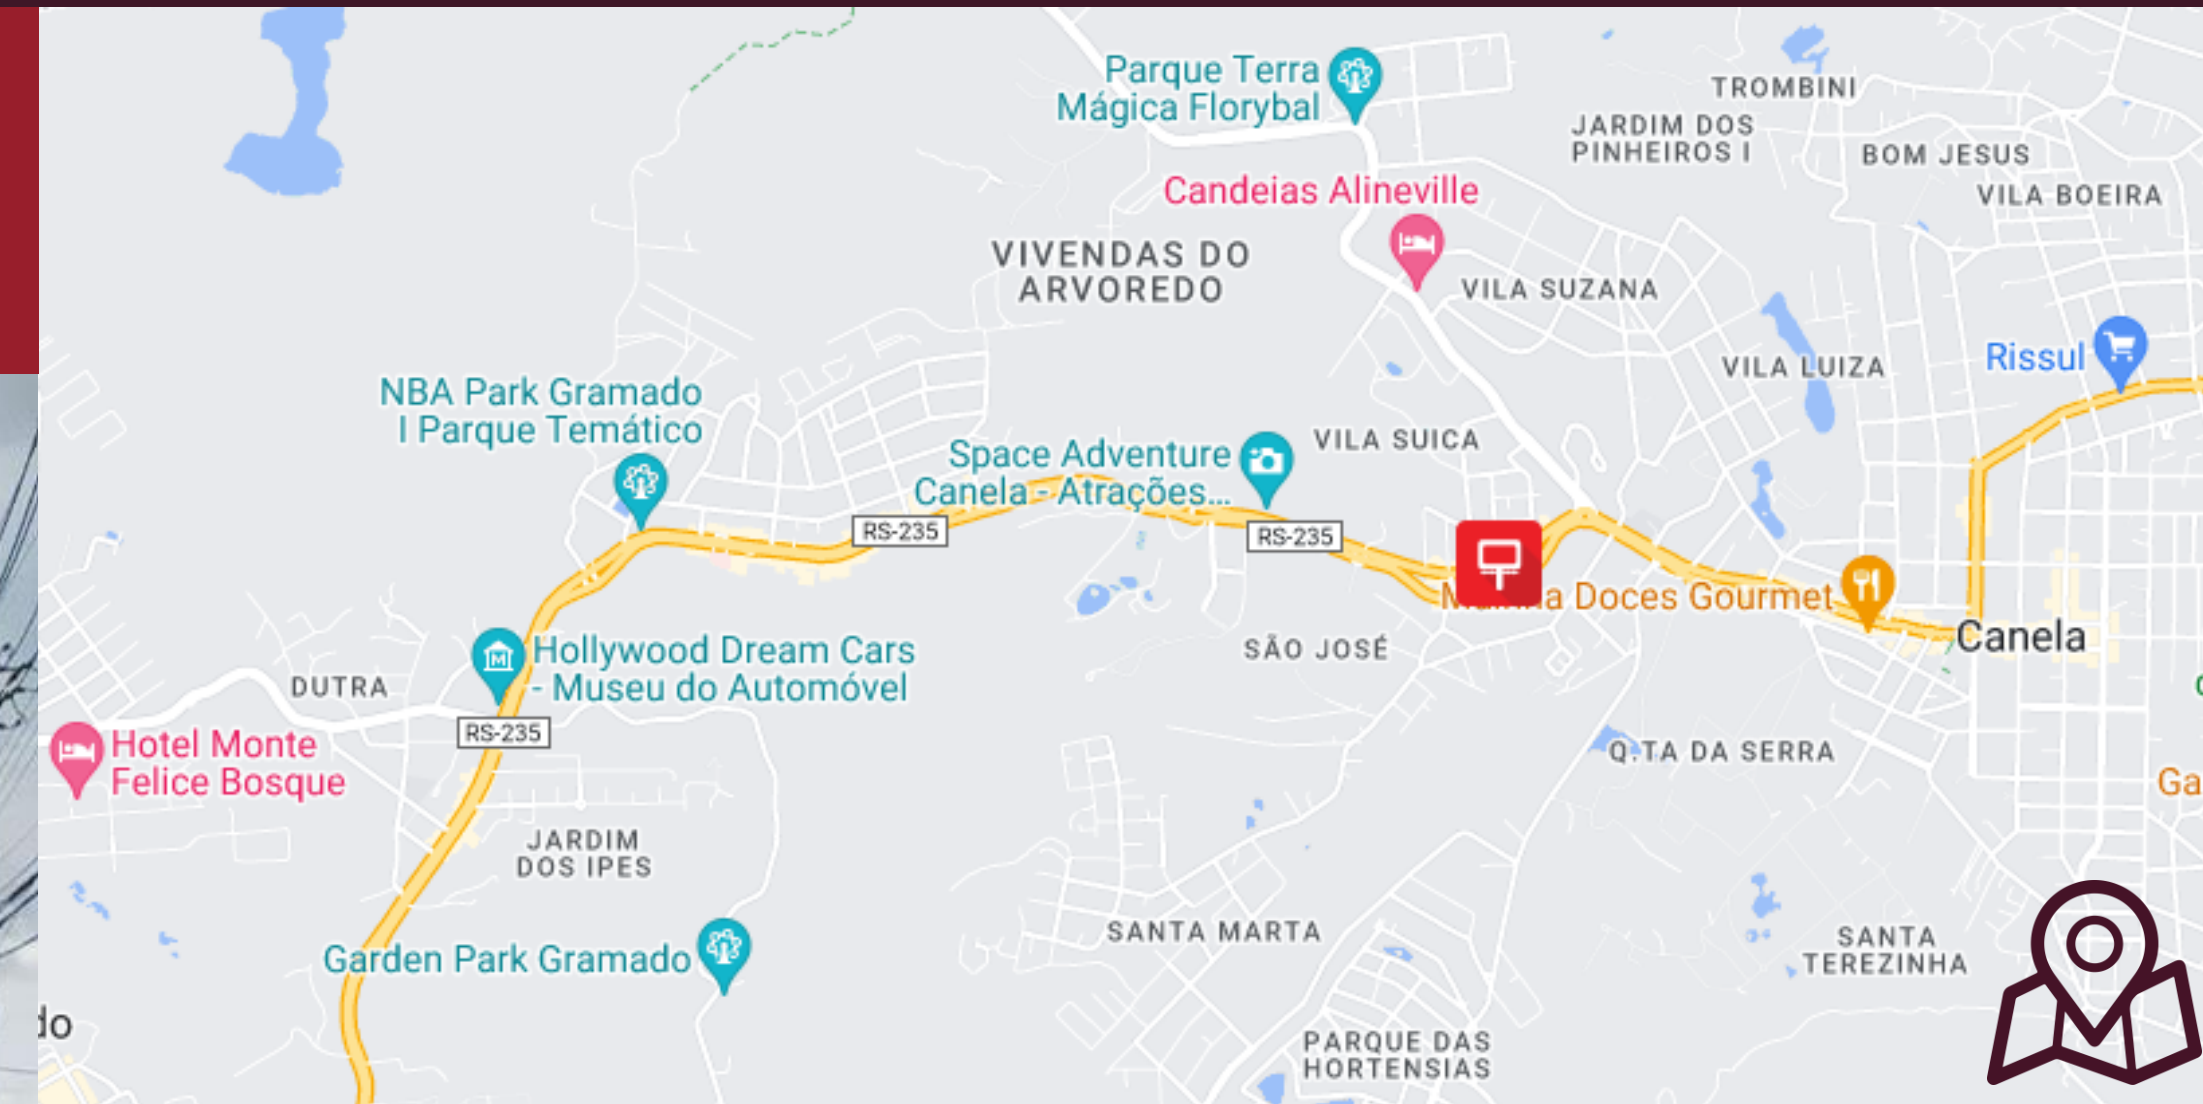 Parque Terra
Mágica Florybal
TROMBINI
JARDIM DOS
PINHEIROS I
BOM JESUS
VILA BOEIRA
Candeias Alineville
VIVENDAS DO
ARVOREDO
VILA SUZANA
VILA LUIZA
Rissul
NBA Park Gramado
I Parque Temático
Space Adventure
Canela - Atrações...
VILA SUICA
RS-235
RS-235
a Doces Gourmet
Canela
SÃO JOSÉ
Hollywood Dream Cars
- Museu do Automóvel
DUTRA
RS-235
Hotel Monte
Felice Bosque
Q.TA DA SERRA
Ga
JARDIM
DOS IPES
Garden Park Gramado
SANTA MARTA
SANTA
TEREZINHA
do
PARQUE DAS
HORTENSIAS